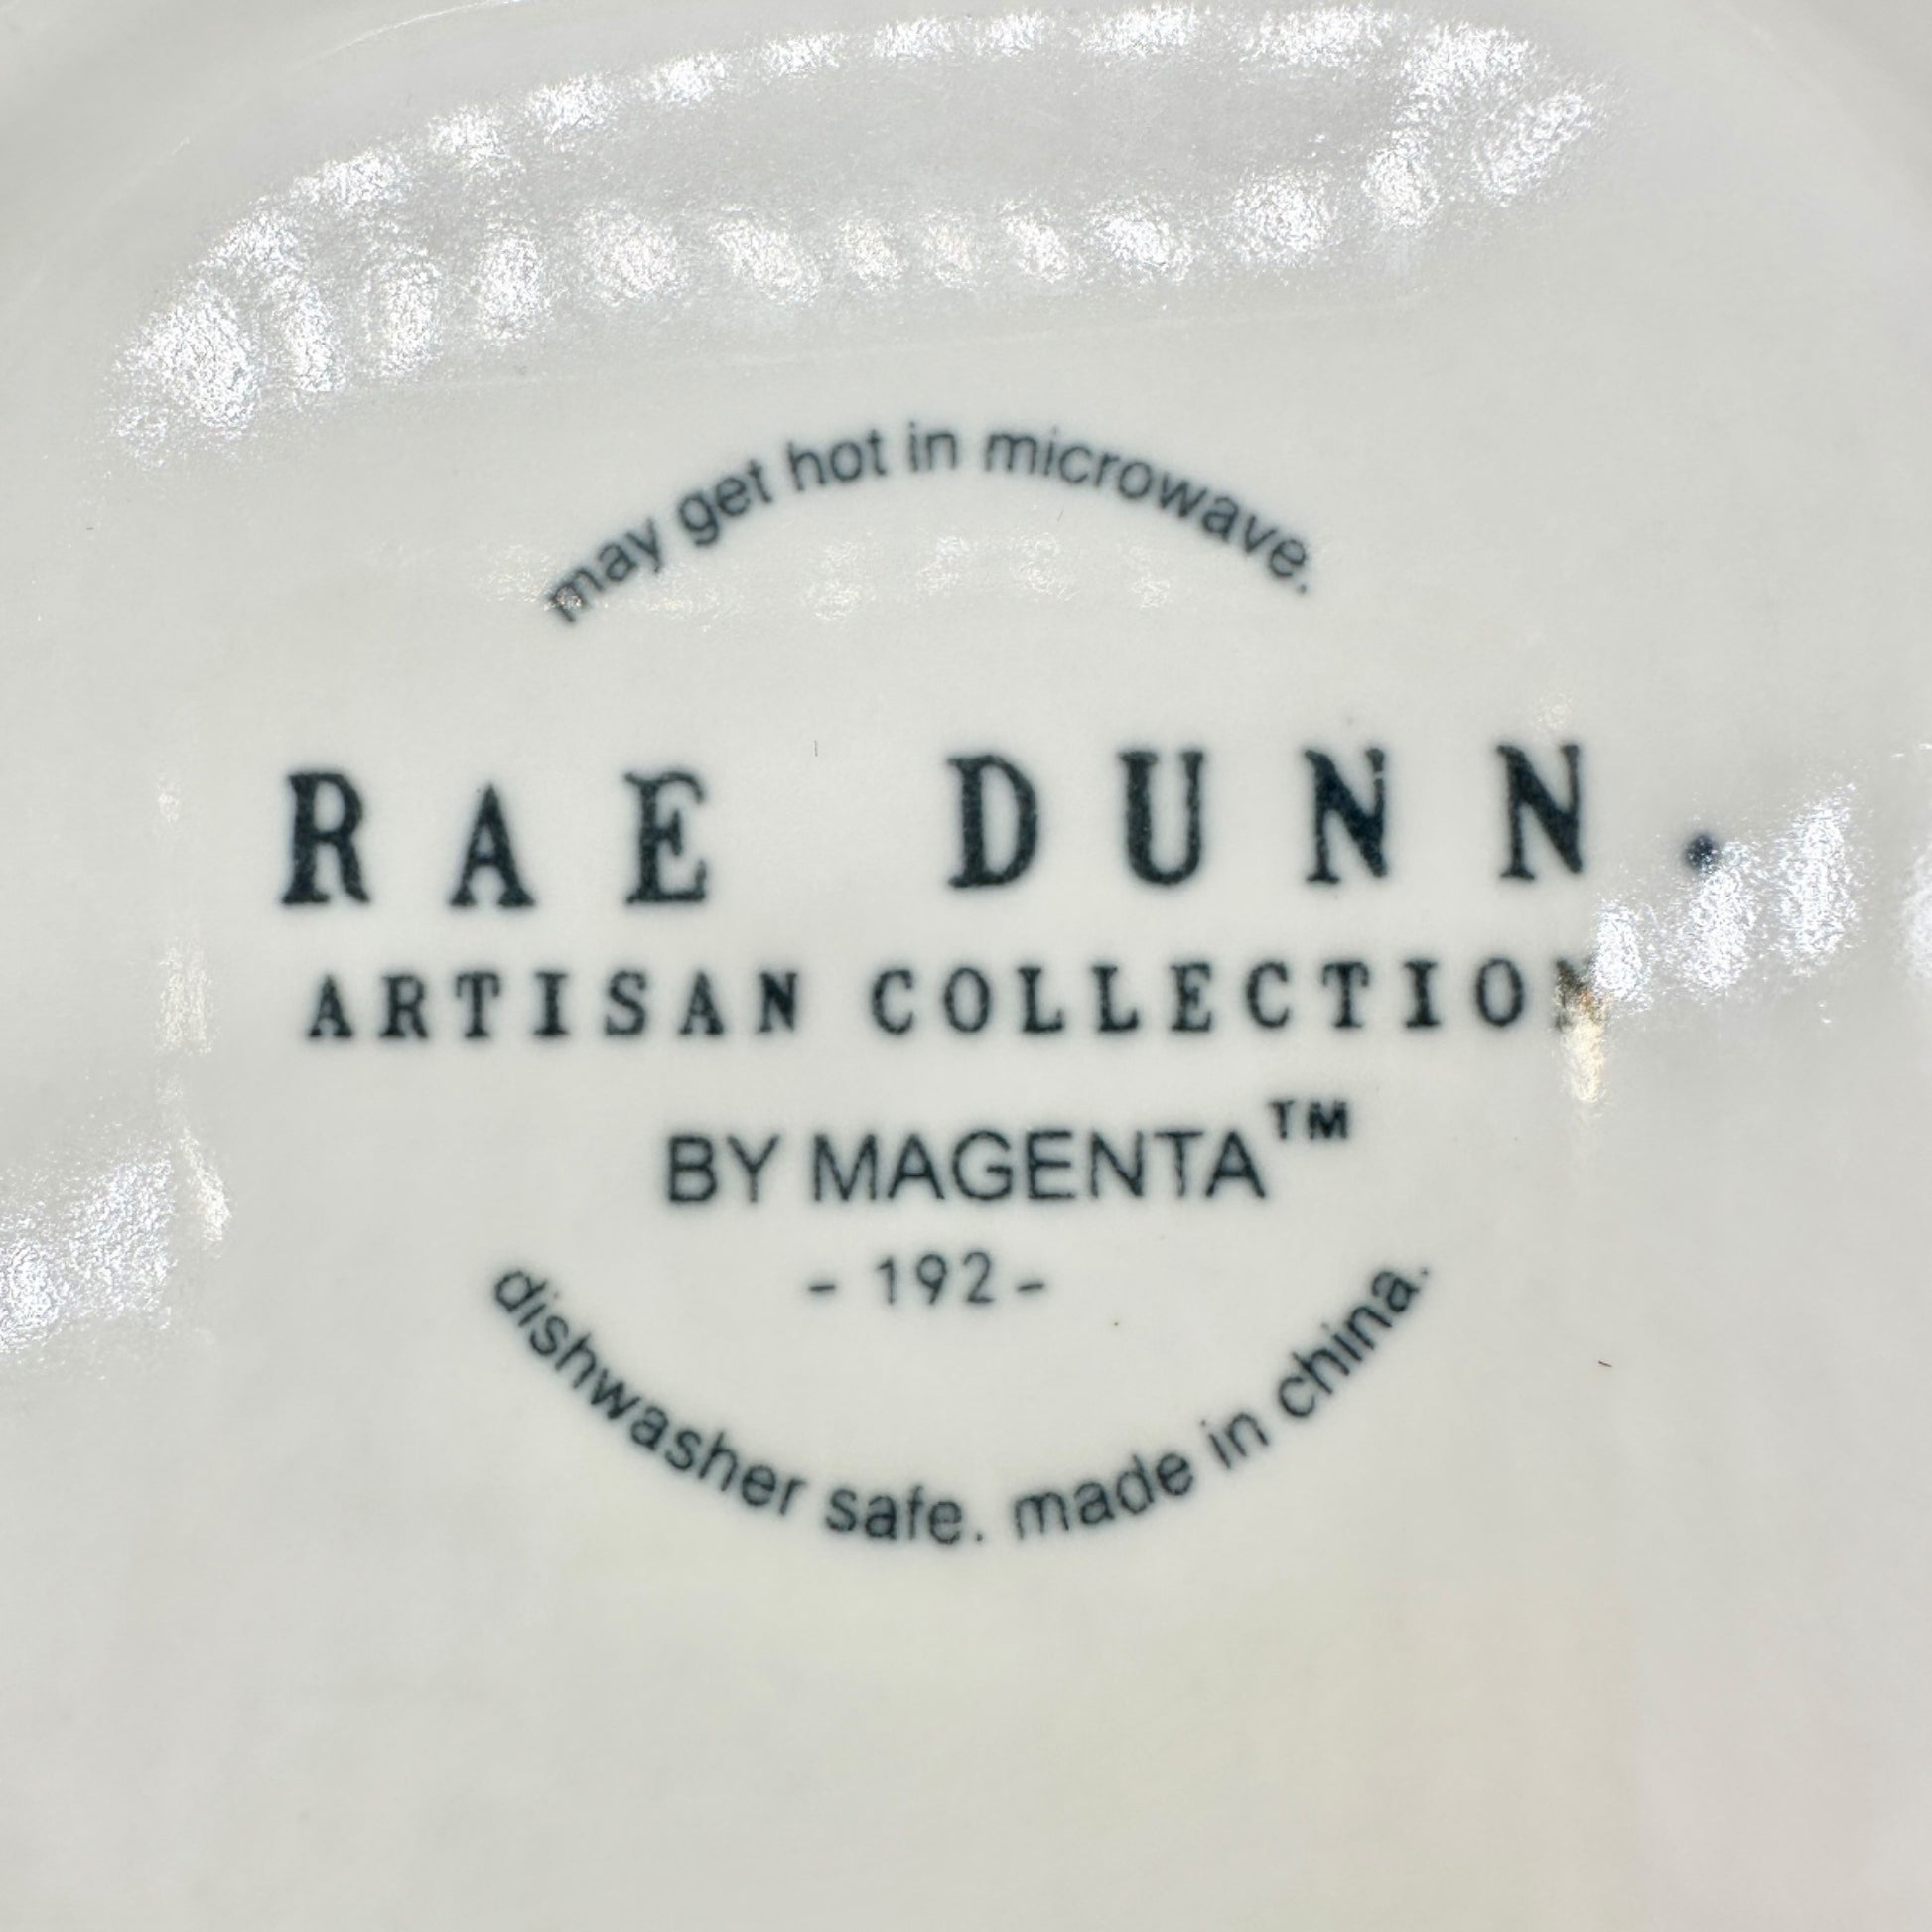 may get hot in microwave.
RAE DUNN.
ARTISAN COLLECTION
BY MAGENTA™
- 192 -
dishwasher safe. made in china.